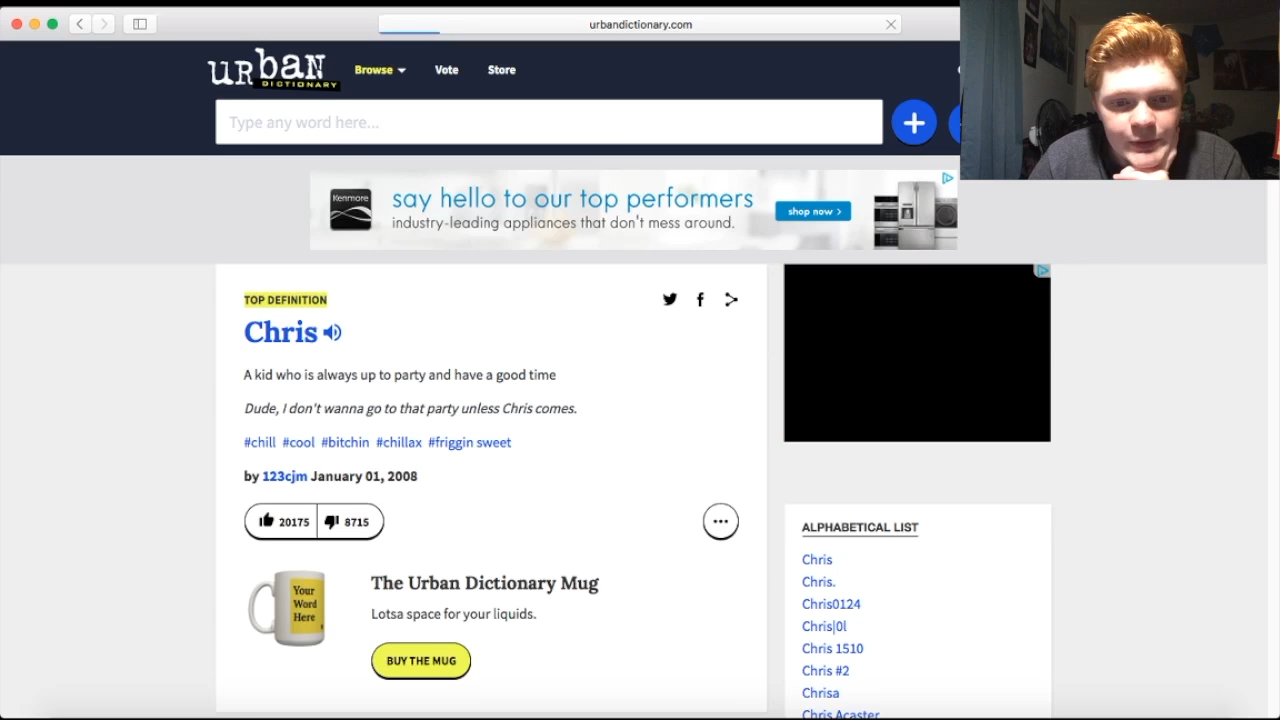 urbandictionary.com
urban
DICTIONARY
Browse
Vote
Store
Type any word here...
Kenmore
say hello to our top performers
industry-leading appliances that don't mess around.
shop now >
TOP DEFINITION
Chris
A kid who is always up to party and have a good time
Dude, I don't wanna go to that party unless Chris comes.
#chill #cool #bitchin #chillax #friggin sweet
by 123cjm January 01, 2008
20175 8715
Your
Word
Here
The Urban Dictionary Mug
Lotsa space for your liquids.
BUY THE MUG
ALPHABETICAL LIST
Chris
Chris.
Chris0124
Chris|0l
Chris 1510
Chris #2
Chrisa
Chris Acaster